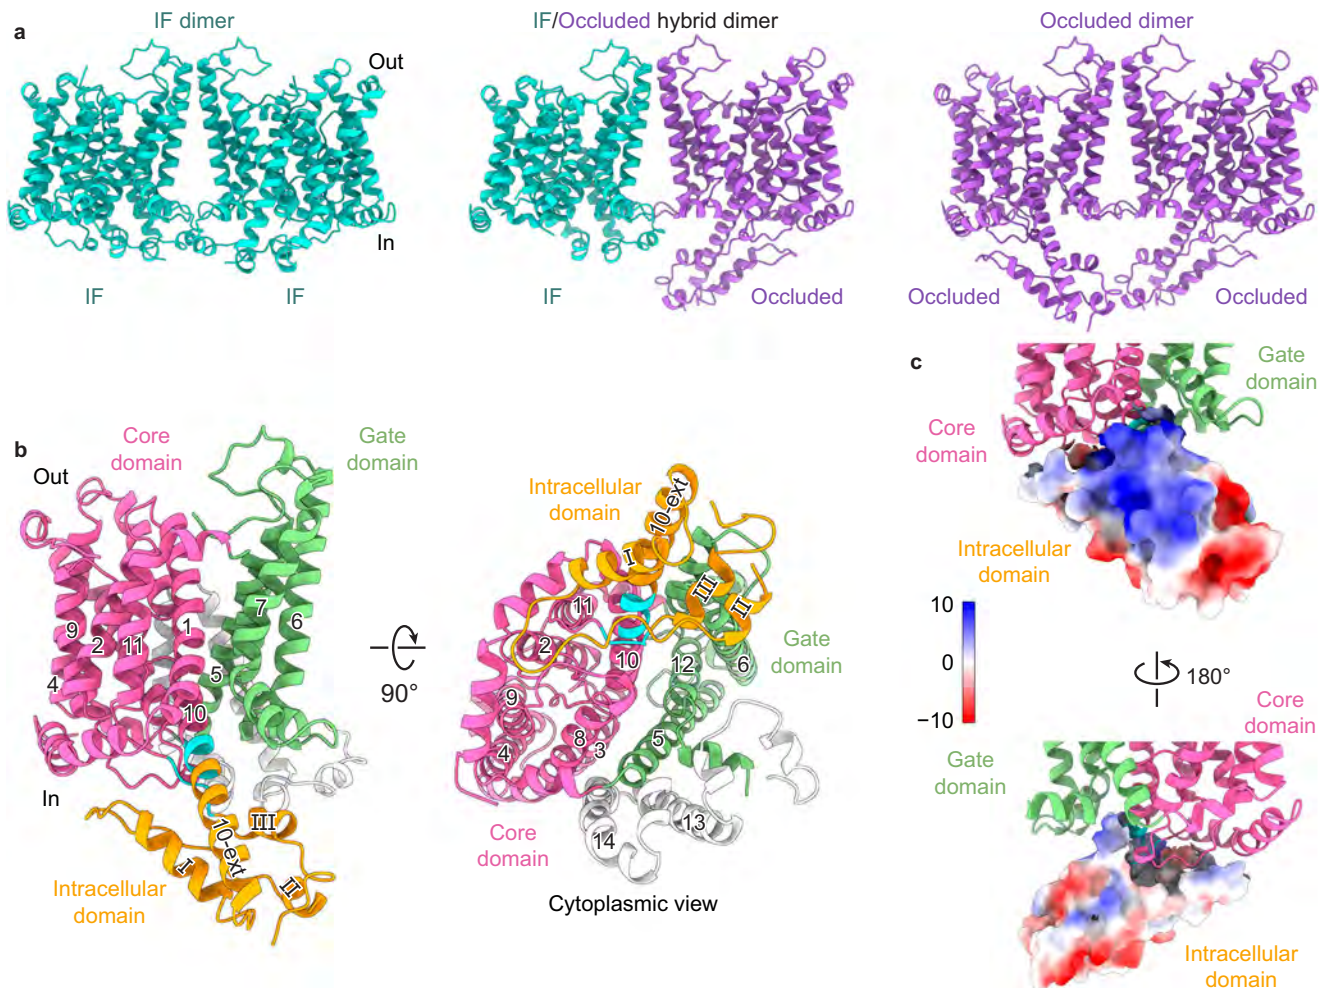 a
IF dimer
IF/Occluded hybrid dimer
Occluded dimer
Out
In
IF
IF
IF
Occluded
Occluded
Occluded
b
Core
domain
Gate
domain
Out
9
2
11
1
7
6
4
5
10
In
10-ext
III
I
II
Intracellular
domain
90°
Intracellular
domain
10-ext
I
III
II
11
2
10
12
6
9
4
8
3
5
14
13
Gate
domain
Core
domain
Cytoplasmic view
c
Gate
domain
Core
domain
Intracellular
domain
10
0
−10
180°
Core
domain
Gate
domain
Intracellular
domain